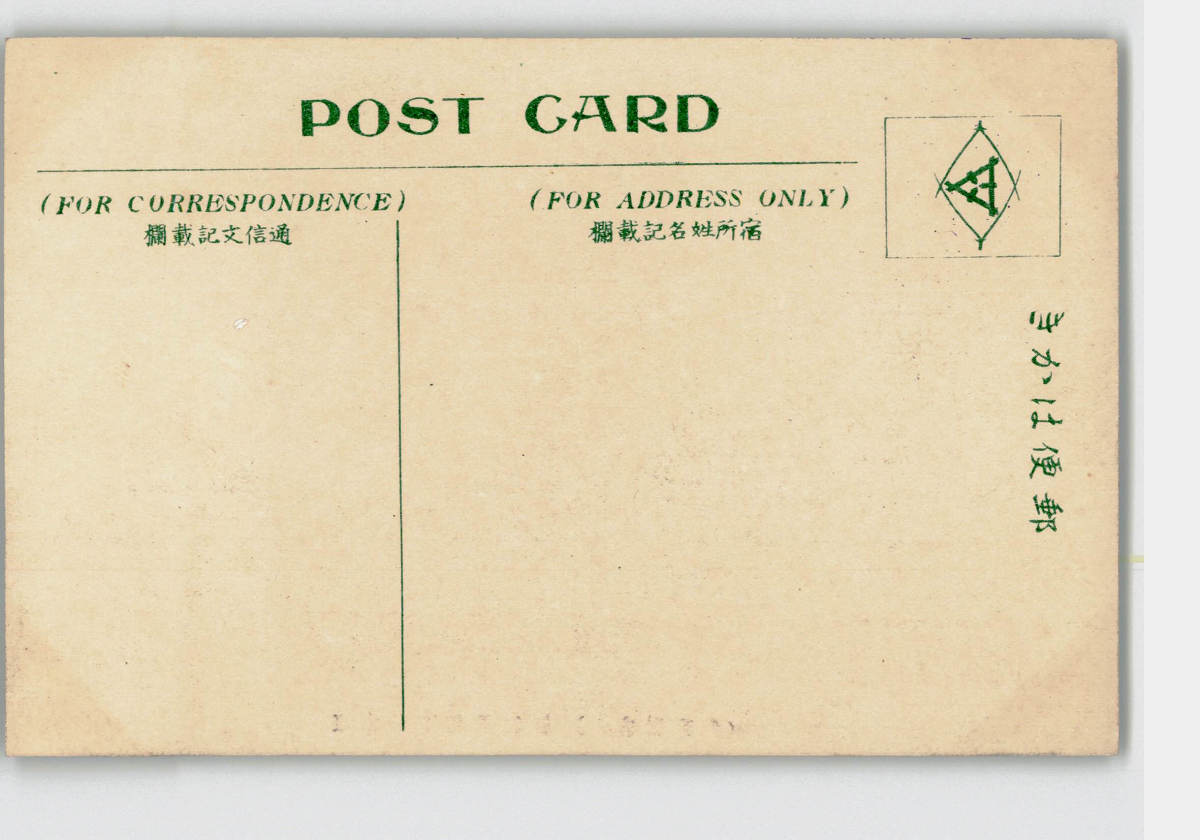 POST CARD
(FOR CORRESPONDENCE)
欄載記文信通
(FOR ADDRESS ONLY)
欄載記名姓所宿
きかは便郵